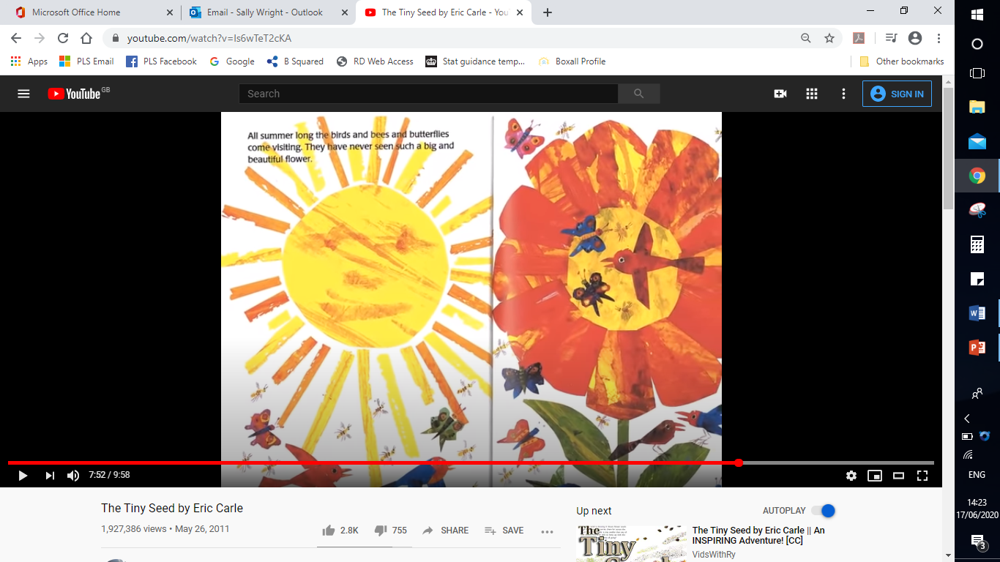 Microsoft Office Home
Email - Sally Wright - Outlook
The Tiny Seed by Eric Carle - You
youtube.com/watch?v=Is6wTeT2cKA
Apps PLS Email PLS Facebook Google B Squared RD Web Access Stat guidance temp... Boxall Profile Other bookmarks
YouTube GB
Search
SIGN IN
All summer long the birds and bees and butterflies
come visiting. They have never seen such a big and
beautiful flower.
7:52 / 9:58
The Tiny Seed by Eric Carle
1,927,386 views • May 26, 2011
2.8K 755 SHARE SAVE
Up next
AUTOPLAY
The
Tiny
The Tiny Seed by Eric Carle || An
INSPIRING Adventure! [CC]
VidsWithRy
ENG
14:23
17/06/2020
3